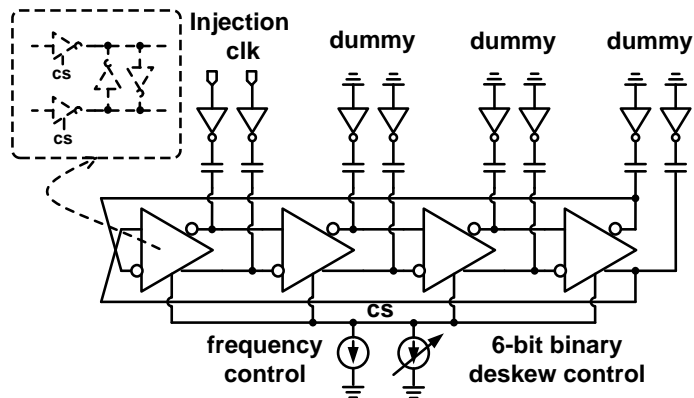 Injection
clk
dummy
dummy
dummy
cs
cs
cs
frequency
control
6-bit binary
deskew control